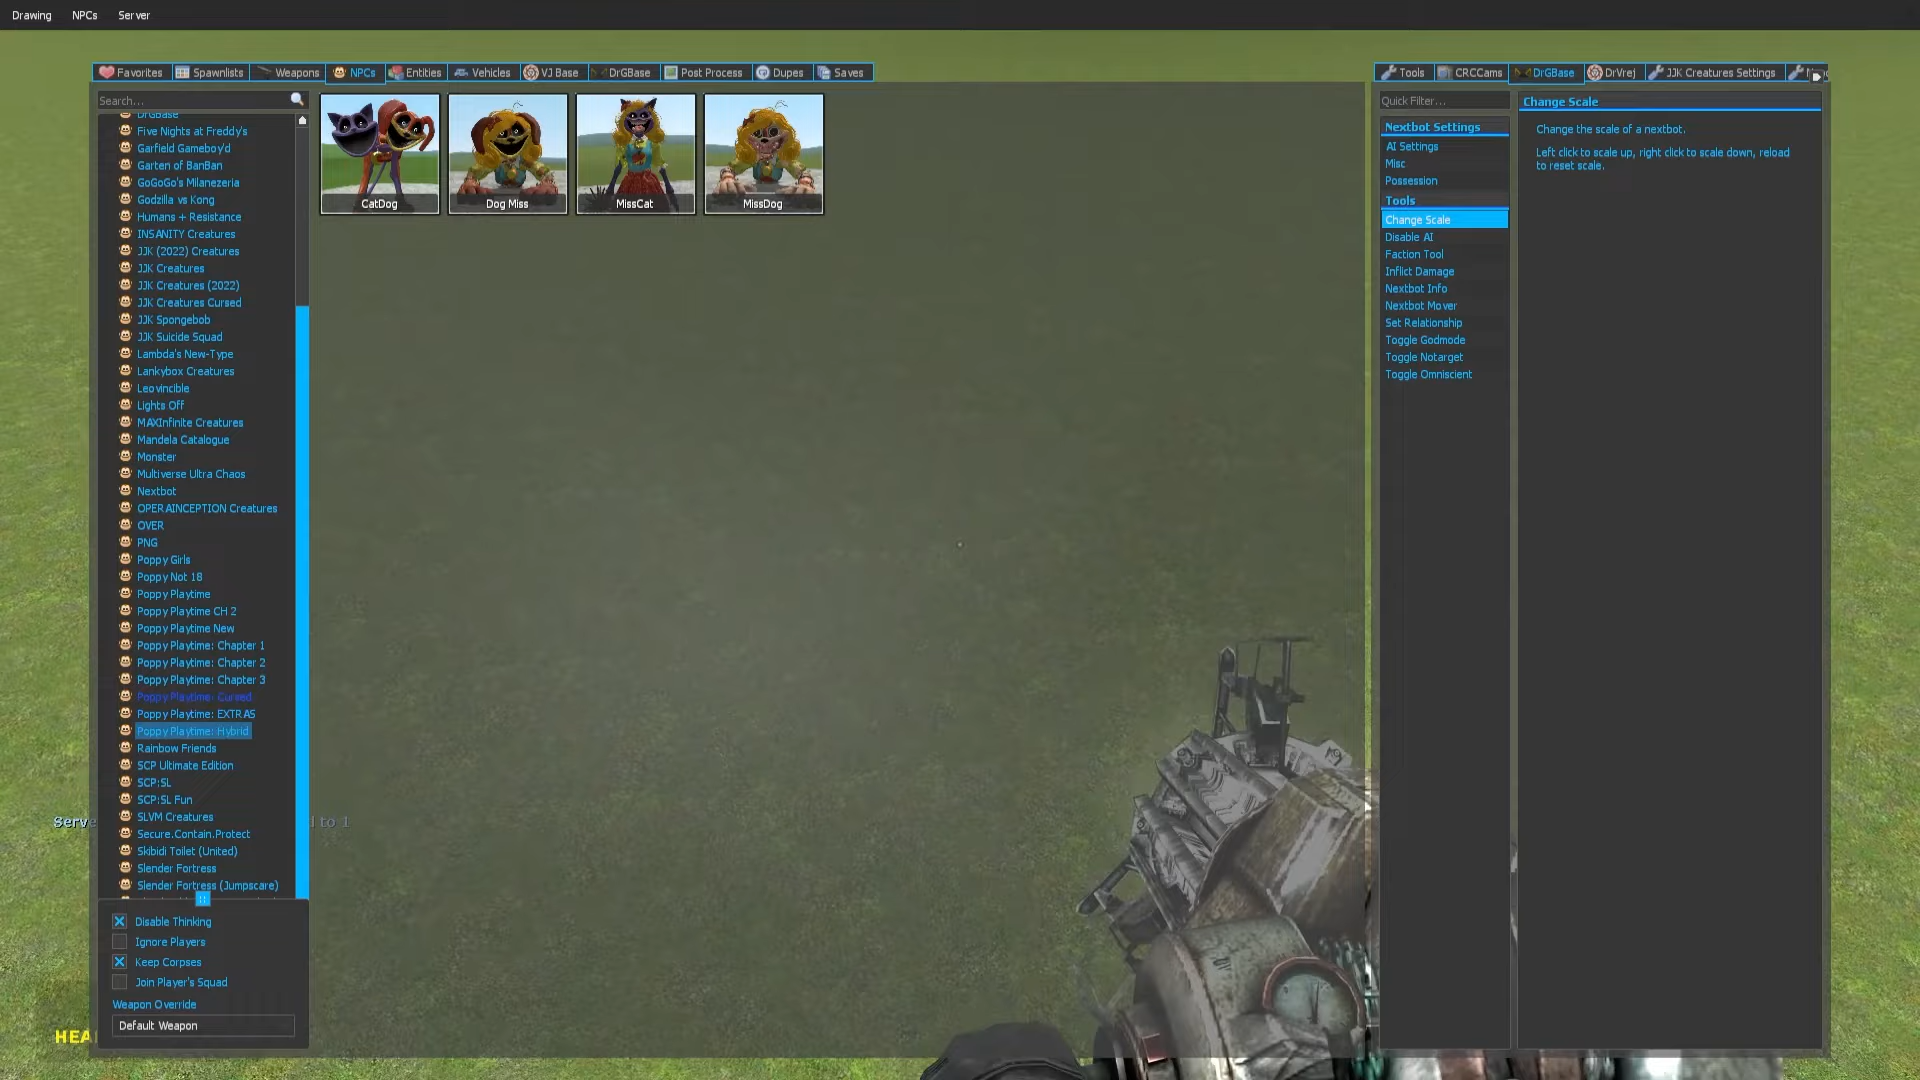 Drawing NPCs Server
Favorites Spawnlists Weapons NPCs Entities Vehicles VJ Base DrGBase Post Process Dupes Saves
Tools CRCCams DrGBase DrVrej JJK Creatures Settings
Search...
DrGBase
Five Nights at Freddy's
Garfield Gameboy'd
Garten of BanBan
GoGoGo's Milanezeria
Godzilla vs Kong
Humans + Resistance
INSANITY Creatures
JJK (2022) Creatures
JJK Creatures
JJK Creatures (2022)
JJK Creatures Cursed
JJK Spongebob
JJK Suicide Squad
Lambda's New-Type
Lankybox Creatures
Leovincible
Lights Off
MAXInfinite Creatures
Mandela Catalogue
Monster
Multiverse Ultra Chaos
Nextbot
OPERAINCEPTION Creatures
OVER
PNG
Poppy Girls
Poppy Not 18
Poppy Playtime
Poppy Playtime CH 2
Poppy Playtime New
Poppy Playtime: Chapter 1
Poppy Playtime: Chapter 2
Poppy Playtime: Chapter 3
Poppy Playtime: Cursed
Poppy Playtime: EXTRAS
Poppy Playtime: Hybrid
Rainbow Friends
SCP Ultimate Edition
SCP:SL
SCP:SL Fun
SLVM Creatures
Secure.Contain.Protect
Skibidi Toilet (United)
Slender Fortress
Slender Fortress (Jumpscare)
Serve
d to 1
Disable Thinking
Ignore Players
Keep Corpses
Join Player's Squad
Weapon Override
Default Weapon
HEA
CatDog
Dog Miss
MissCat
MissDog
Quick Filter...
Nextbot Settings
AI Settings
Misc
Possession
Tools
Change Scale
Disable AI
Faction Tool
Inflict Damage
Nextbot Info
Nextbot Mover
Set Relationship
Toggle Godmode
Toggle Notarget
Toggle Omniscient
Change Scale
Change the scale of a nextbot.
Left click to scale up, right click to scale down, reload
to reset scale.